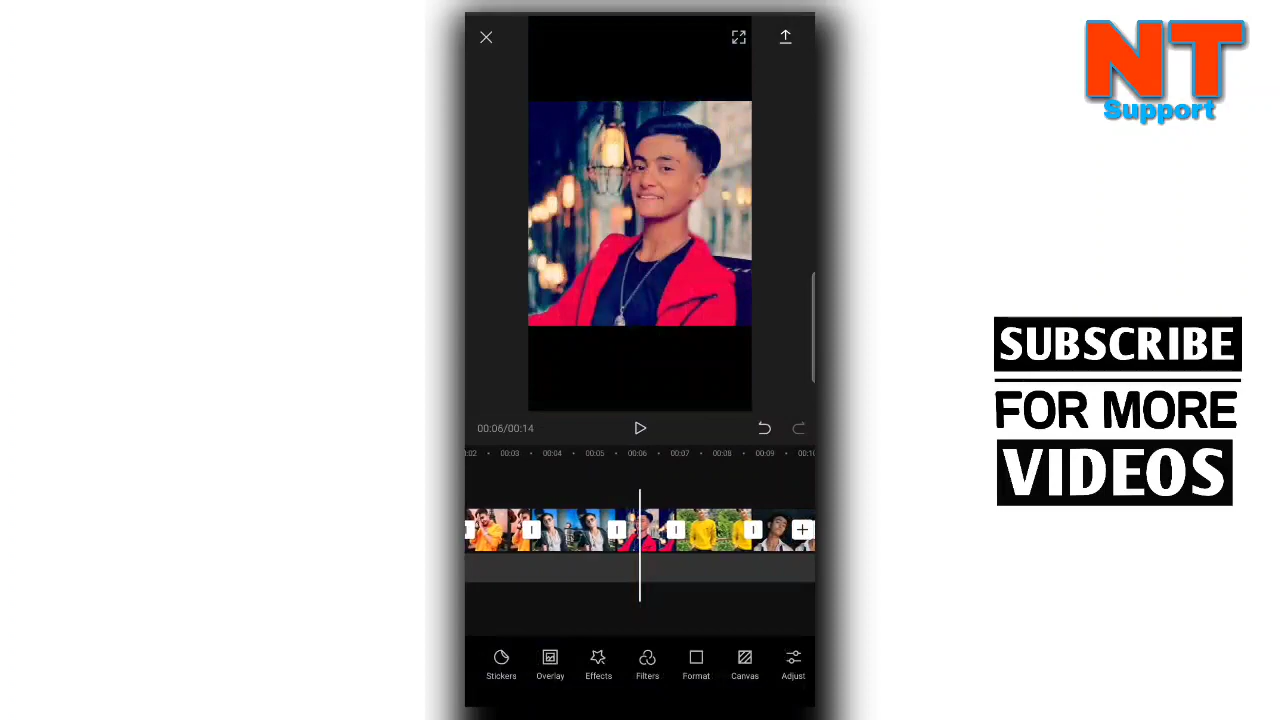 NT
Support
SUBSCRIBE
FOR MORE
VIDEOS
00:06/00:14
00:03 00:04 00:05 00:06 00:07 00:08 00:09
Stickers Overlay Effects Filters Format Canvas Adjust